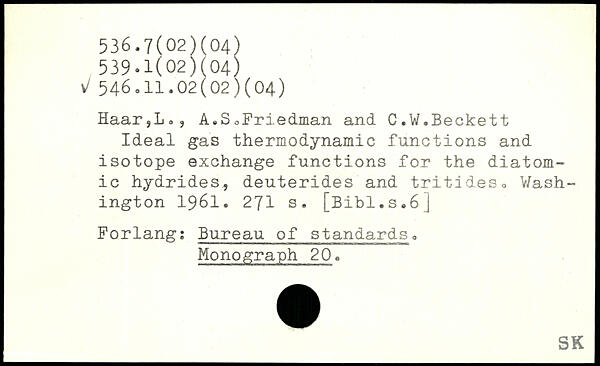 536.7(02)(04)
539.1(02)(04)
√ 546.11.02(02)(04)
Haar,L., A.S.Friedman and C.W.Beckett
Ideal gas thermodynamic functions and
isotope exchange functions for the diatom-
ic hydrides, deuterides and tritides. Wash-
ington 1961. 271 s. [Bibl.s.6]
Forlang: Bureau of standards.
Monograph 20.
SK